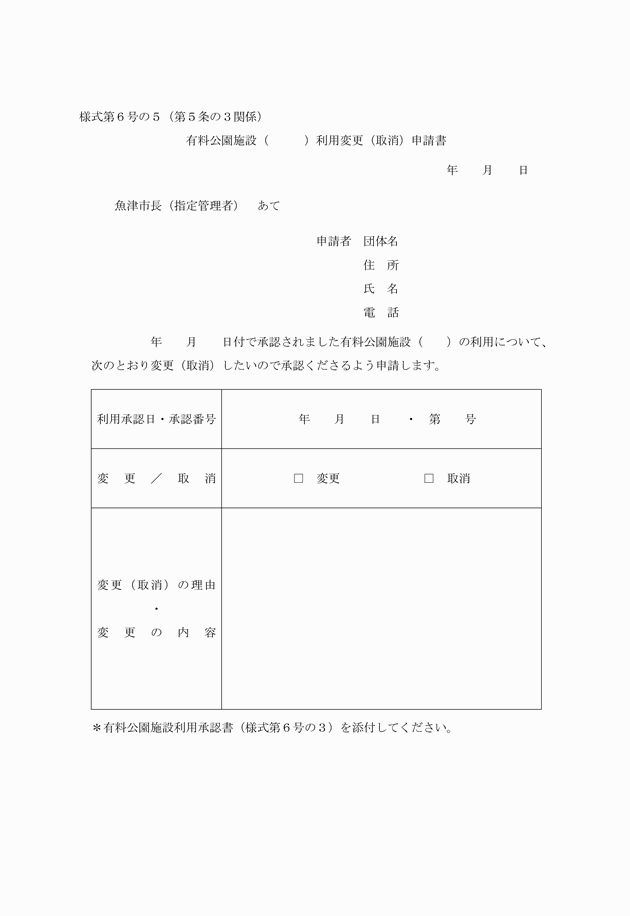 様式第６号の５（第５条の３関係）
有料公園施設（　　　）利用変更（取消）申請書
年　　月　　日
魚津市長（指定管理者）　あて
申請者　団体名
住　所
氏　名
電　話
年　　月　　日付で承認されました有料公園施設（　　）の利用について、
次のとおり変更（取消）したいので承認くださるよう申請します。
利用承認日・承認番号　　年　　月　　日　　・　第　　号
変　更　／　取　消　　□　変更　　□　取消
変更（取消）の理由
・
変　更　の　内　容
＊有料公園施設利用承認書（様式第６号の３）を添付してください。